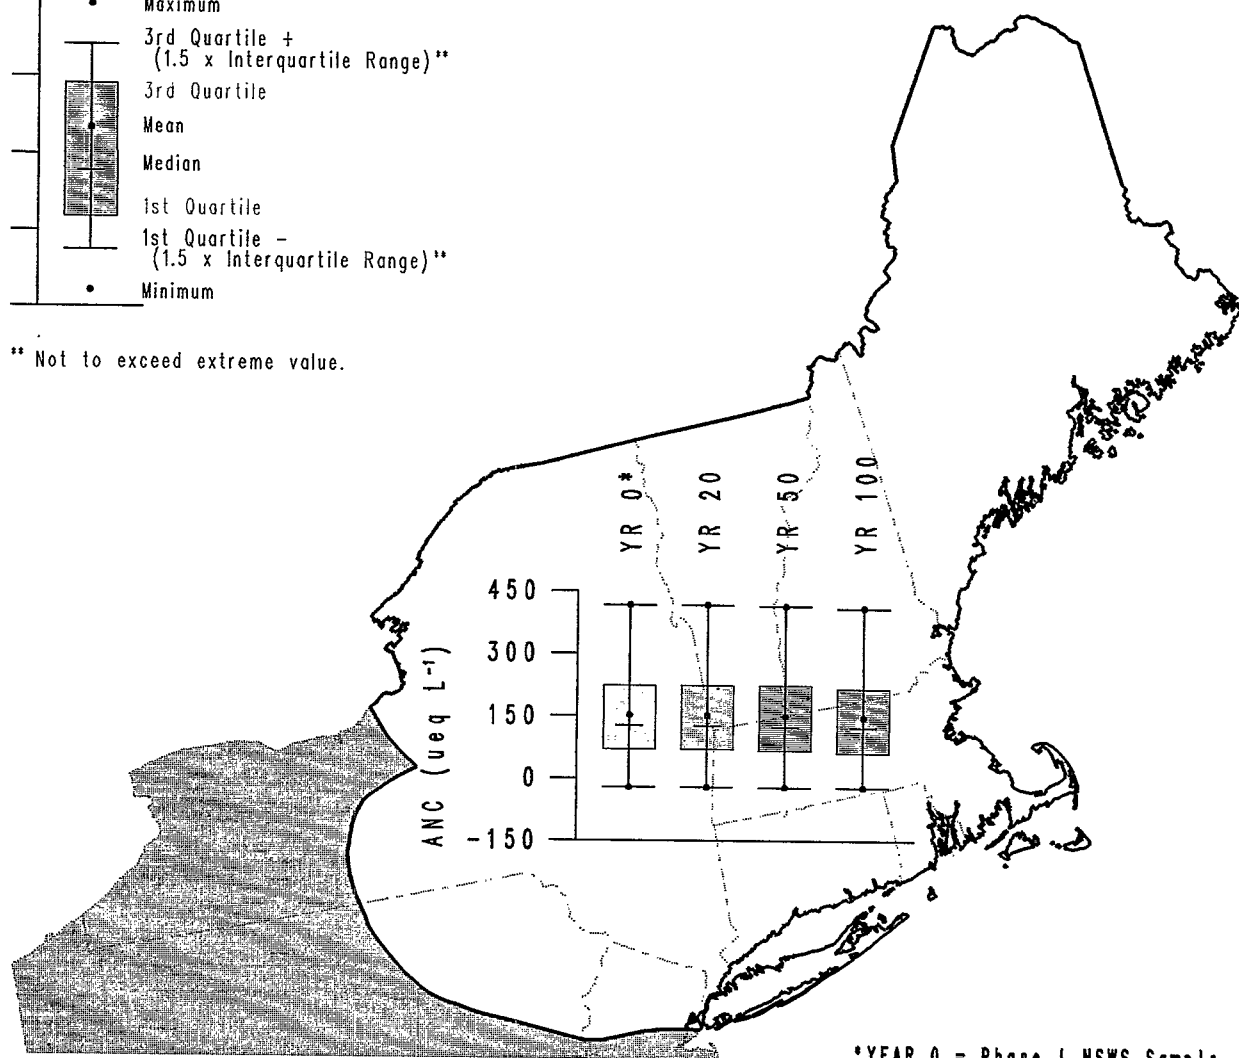 Maximum
3rd Quartile +
(1.5 x Interquartile Range)**
3rd Quartile
Mean
Median
1st Quartile
1st Quartile -
(1.5 x Interquartile Range)**
Minimum
** Not to exceed extreme value.
YR 0*
YR 20
YR 50
YR 100
450
300
150
0
-150
ANC (ueq L⁻¹)
*YEAR 0 = Phase I NSWS Sample